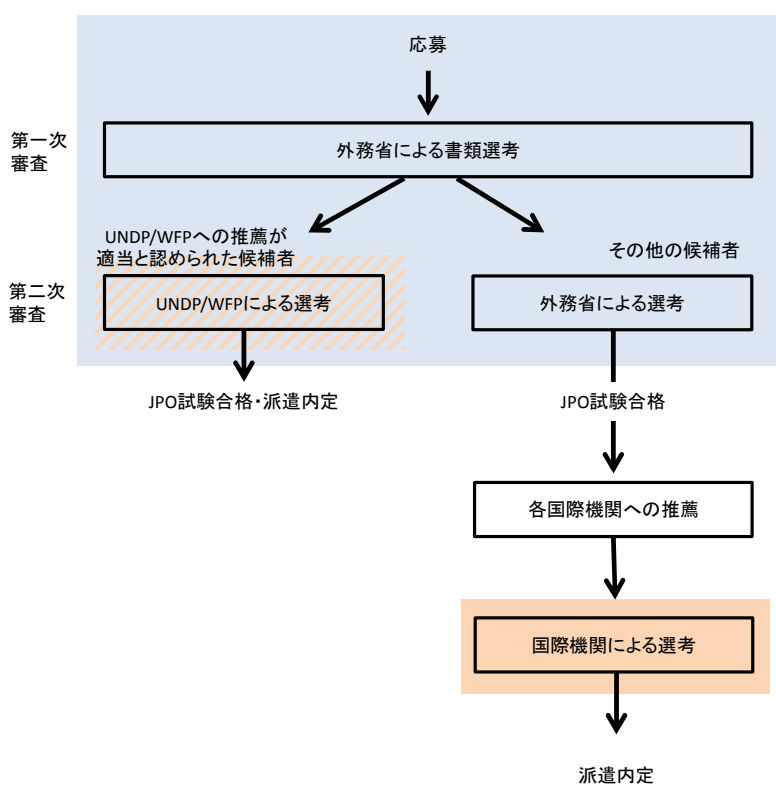 応募
第一次
審査
外務省による書類選考
UNDP/WFPへの推薦が
適当と認められた候補者
その他の候補者
第二次
審査
UNDP/WFPによる選考
外務省による選考
JPO試験合格・派遣内定
JPO試験合格
各国際機関への推薦
国際機関による選考
派遣内定